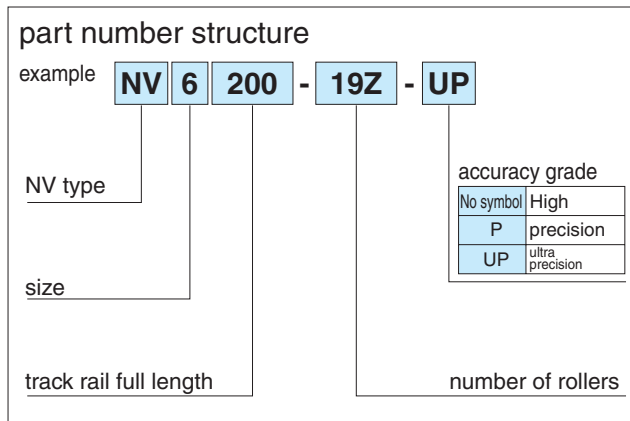 part number structure
example NV 6 200 - 19Z - UP
NV type
accuracy grade
No symbol High
P precision
UP ultra precision
size
track rail full length
number of rollers